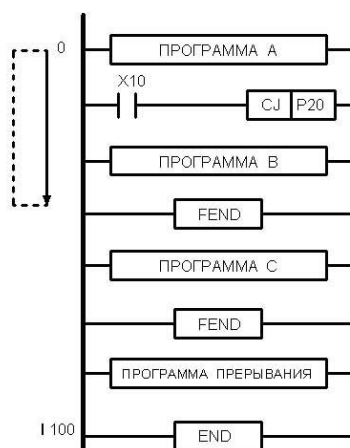 0 ПРОГРАММА A
X10
CJ P20
ПРОГРАММА B
FEND
ПРОГРАММА C
FEND
ПРОГРАММА ПРЕРЫВАНИЯ
I 100 END